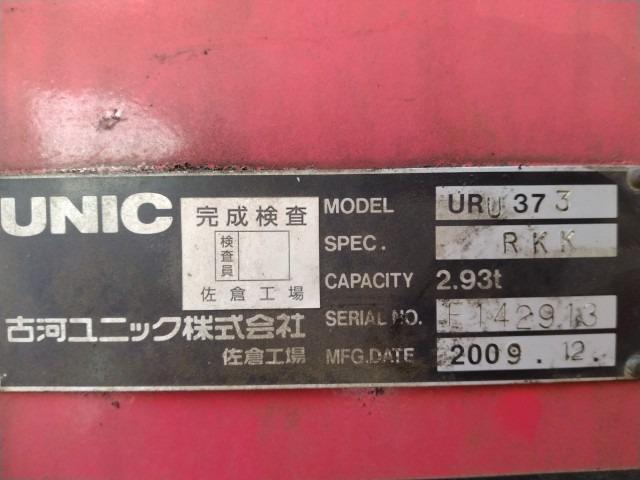 UNIC
完成検査
検査員
佐倉工場
古河ユニック株式会社
佐倉工場
MODEL URU373
SPEC. RKK
CAPACITY 2.93t
SERIAL NO. E142913
MFG.DATE 2009.12.